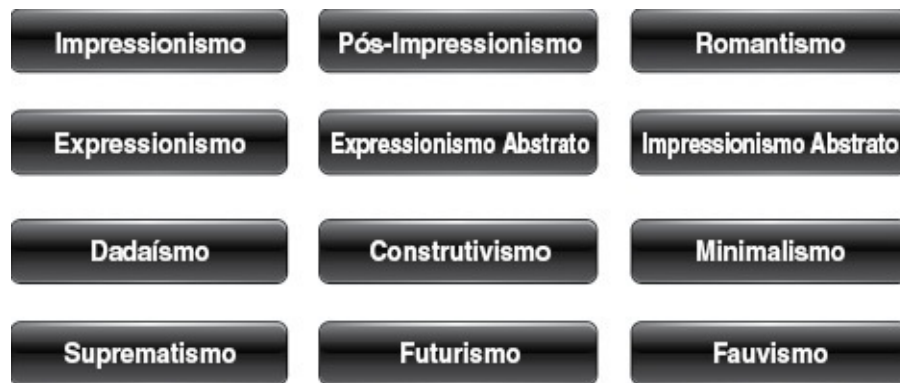 Impressionismo
Pós-Impressionismo
Romantismo
Expressionismo
Expressionismo Abstrato
Impressionismo Abstrato
Dadaísmo
Construtivismo
Minimalismo
Suprematismo
Futurismo
Fauvismo